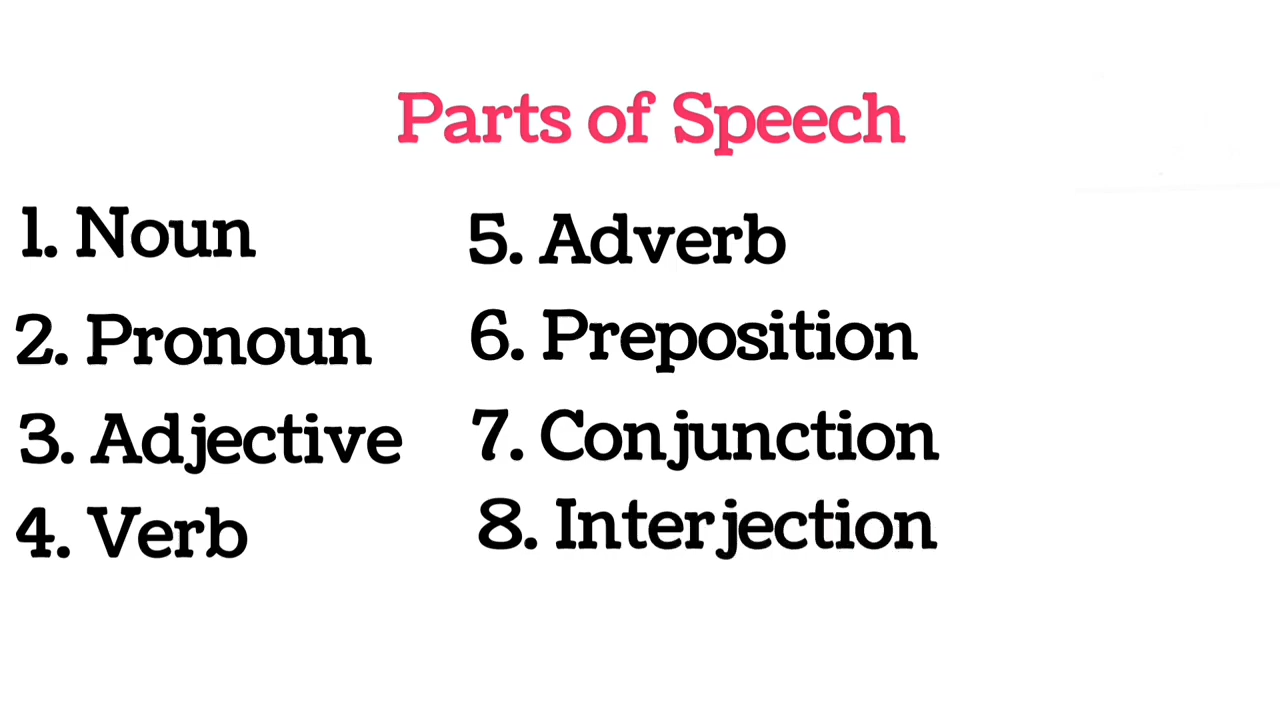 Parts of Speech
1. Noun
2. Pronoun
3. Adjective
4. Verb
5. Adverb
6. Preposition
7. Conjunction
8. Interjection